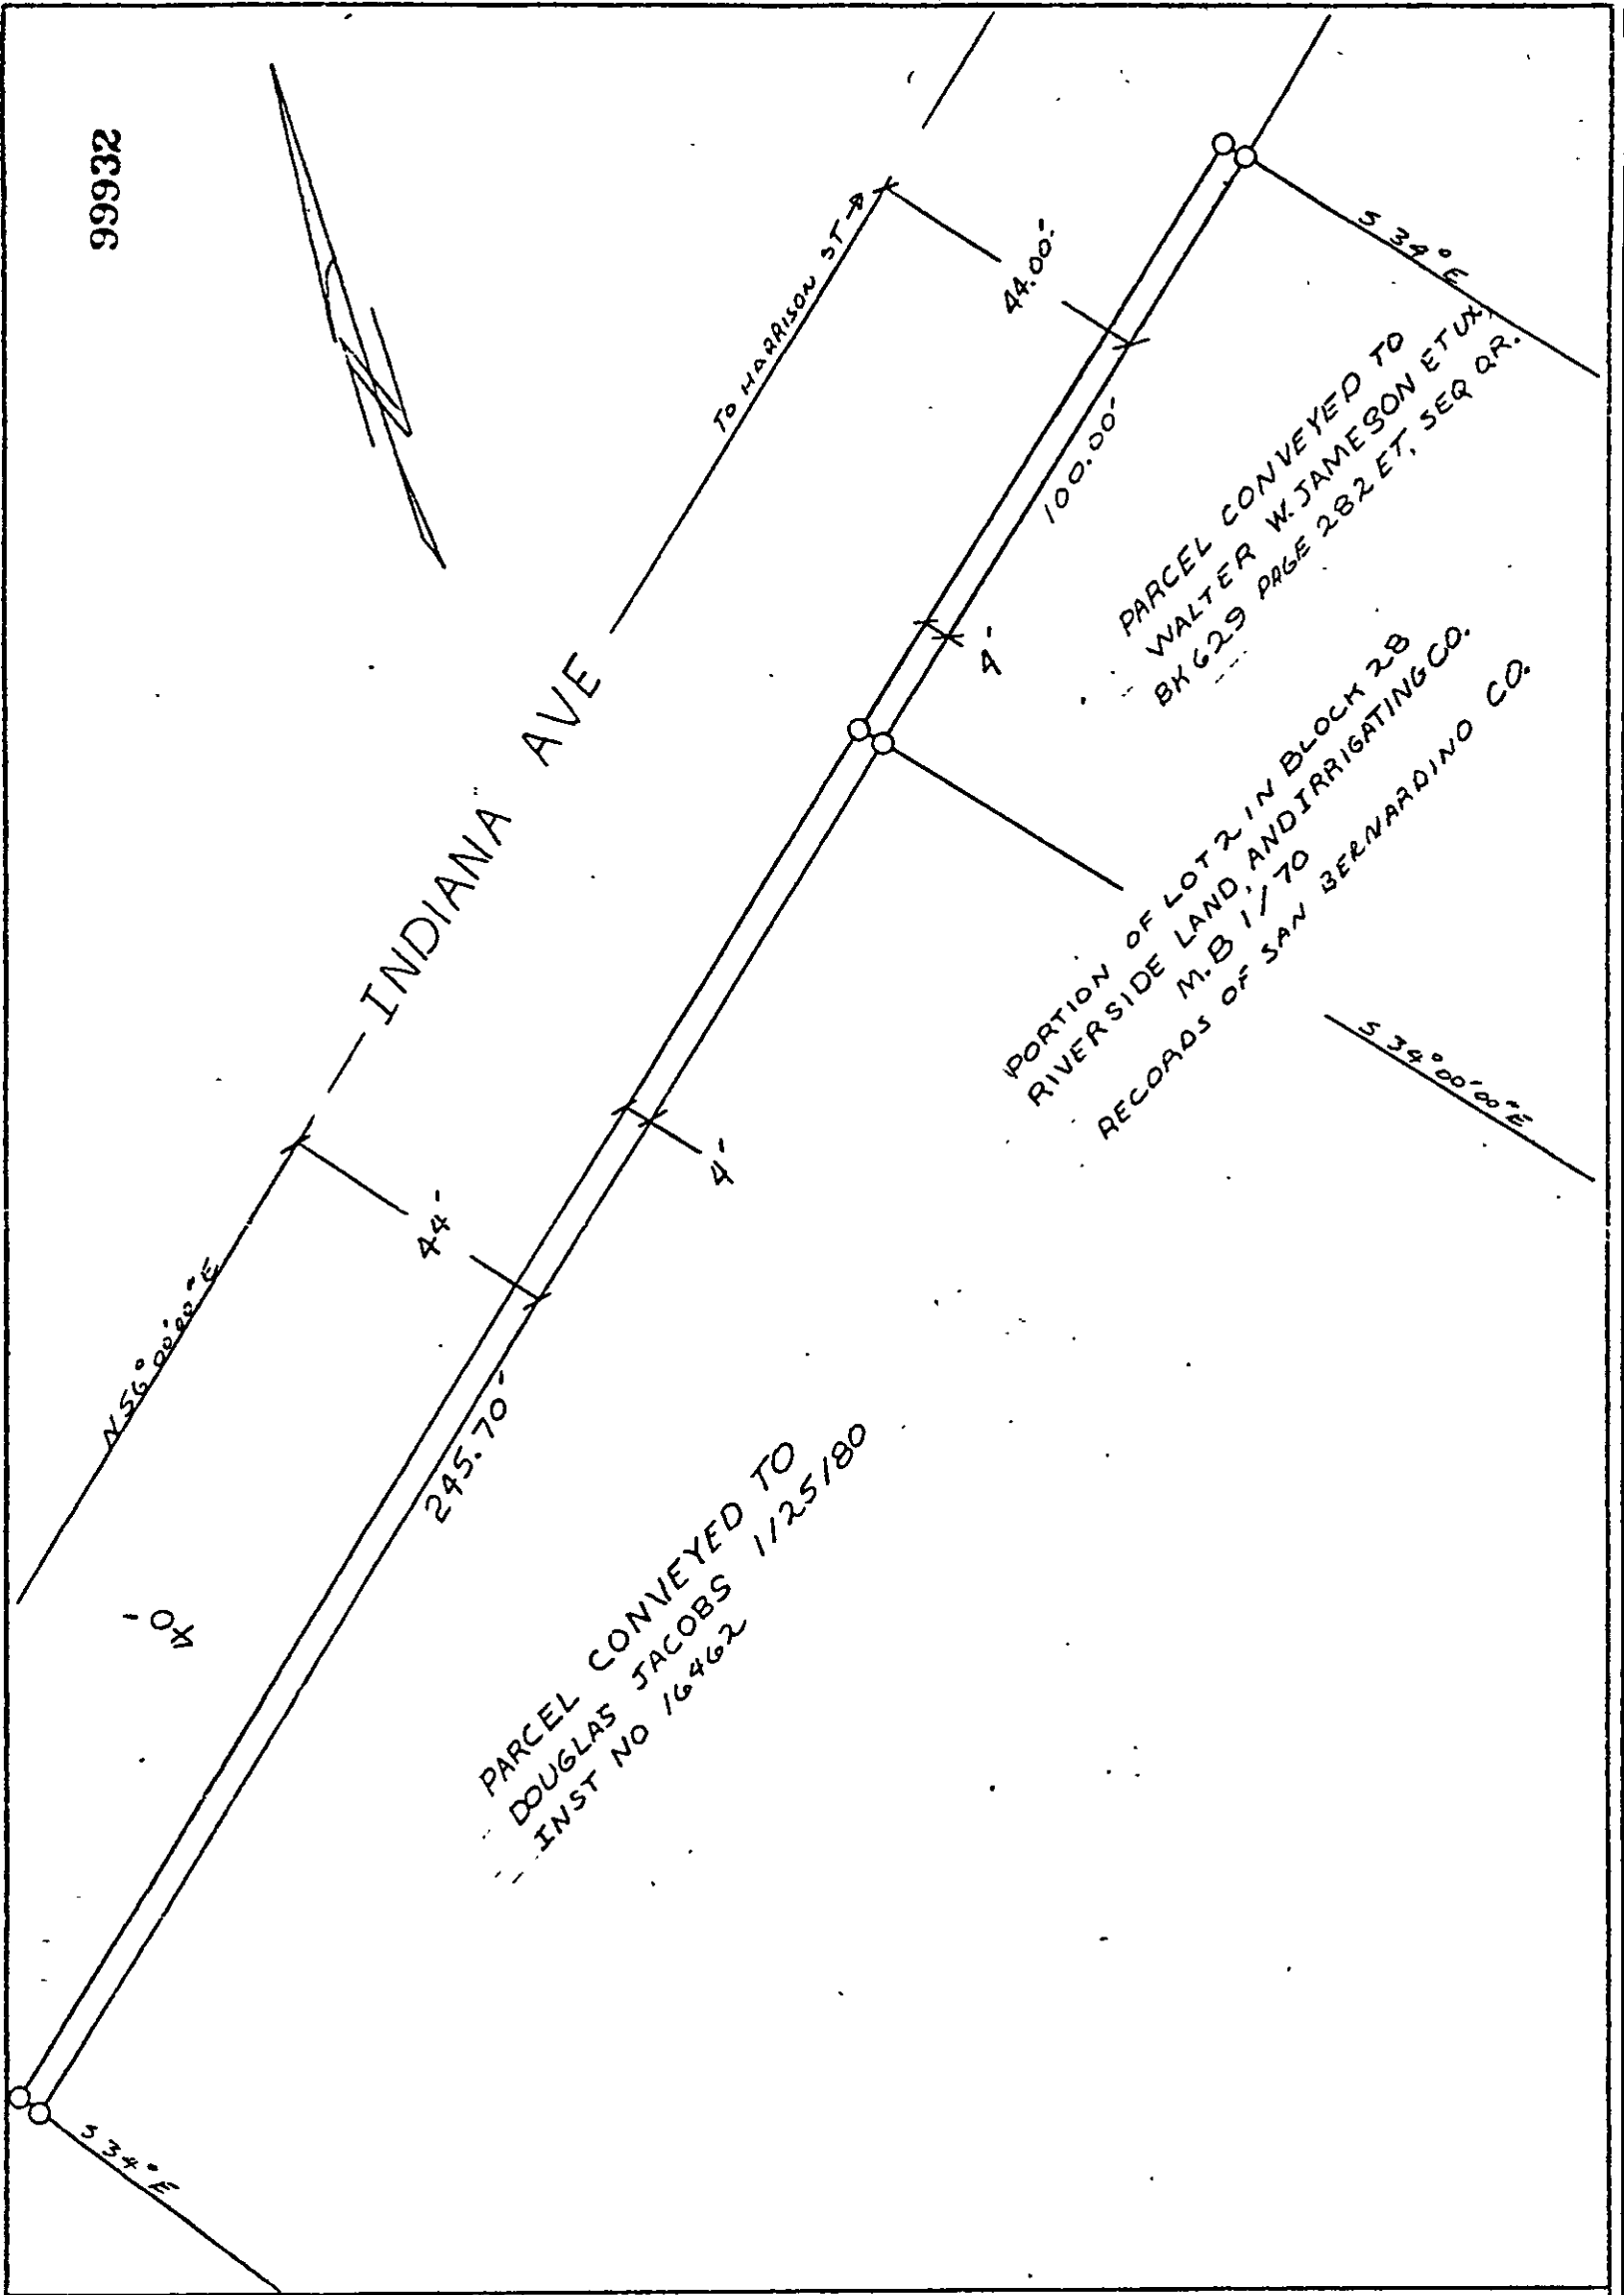 99932
TO HARRISON ST
44.00'
S 34° E
INDIANA AVE
100.00'
4'
PARCEL CONVEYED TO
WALTER W. JAMESON ET UX,
BK 629 PAGE 282 ET, SEQ OR.
PORTION OF LOT 2 IN BLOCK 28
RIVERSIDE LAND, AND IRRIGATING CO.
M.B 1/70
RECORDS OF SAN BERNARDINO CO.
S 34° 00' 00" E
N 56° 00' 00" E
44'
4'
245.70'
40'
PARCEL CONVEYED TO
DOUGLAS JACOBS 1/25/80
INST NO 16462
S 34° E